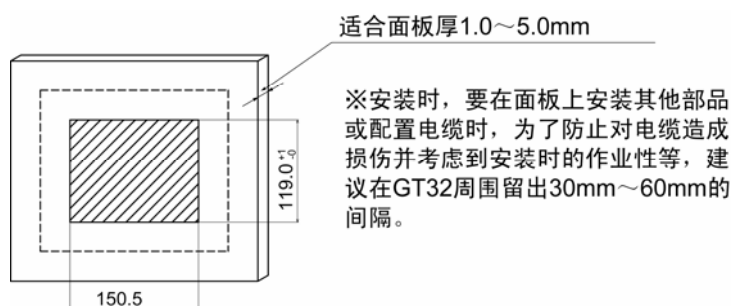 适合面板厚1.0～5.0mm
※安装时，要在面板上安装其他部品
或配置电缆时，为了防止对电缆造成
损伤并考虑到安装时的作业性等，建
议在GT32周围留出30mm～60mm的
间隔。
119.0 +1 -0
150.5